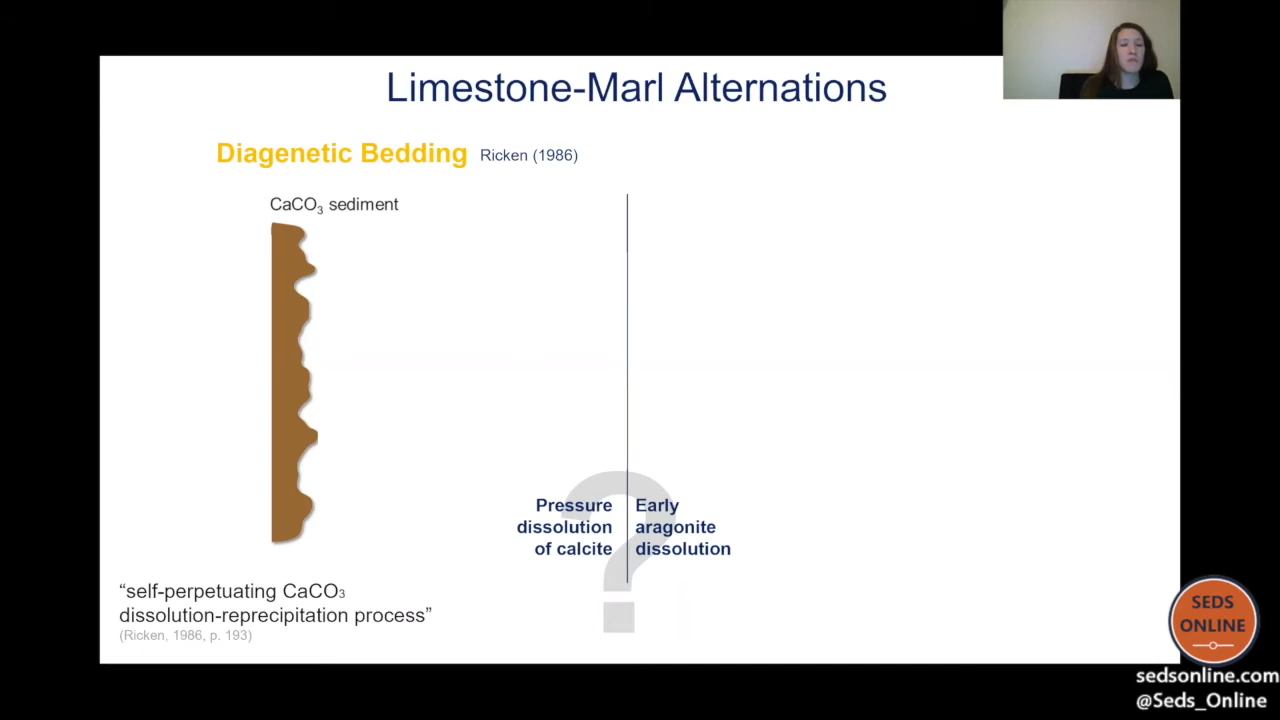 Limestone-Marl Alternations
Diagenetic Bedding Ricken (1986)
CaCO₃ sediment
Pressure
dissolution
of calcite
Early
aragonite
dissolution
?
“self-perpetuating CaCO₃
dissolution-reprecipitation process”
(Ricken, 1986, p. 193)
SEDS
ONLINE
sedsonline.com
@Seds_Online